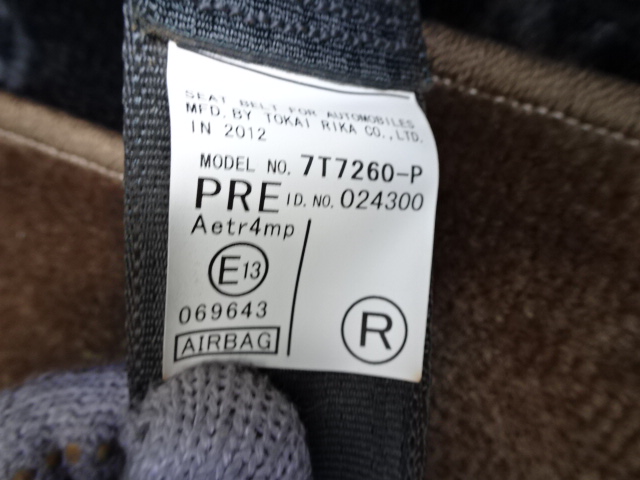 SEAT BELT FOR AUTOMOBILES
MFD. BY TOKAI RIKA CO., LTD.
IN 2012
MODEL NO. 7T7260-P
PRE ID. NO. 024300
Aetr4mp
E13
069643
AIRBAG
R